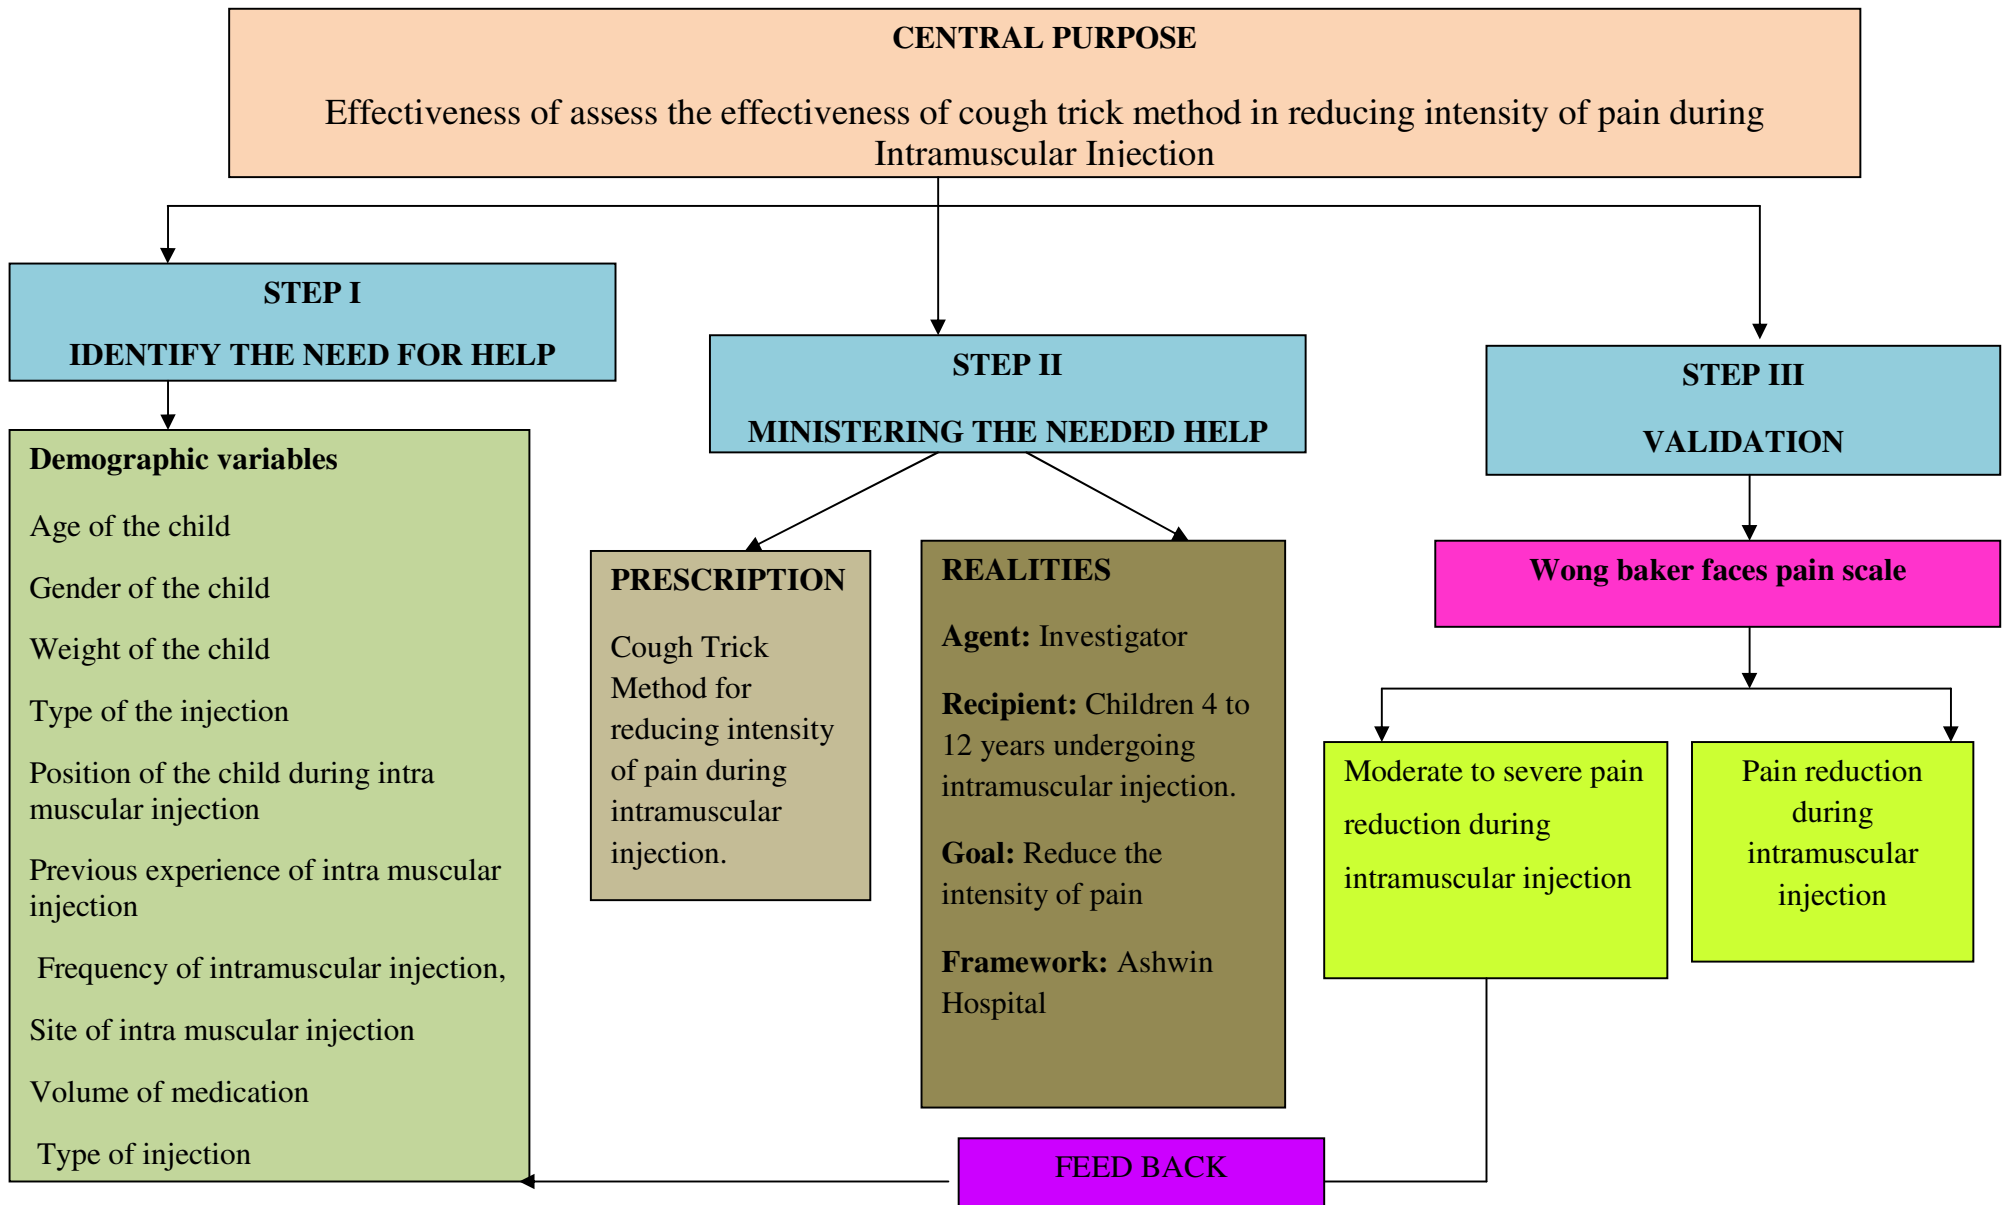 CENTRAL PURPOSE
Effectiveness of assess the effectiveness of cough trick method in reducing intensity of pain during
Intramuscular Injection
STEP I
IDENTIFY THE NEED FOR HELP
Demographic variables
Age of the child
Gender of the child
Weight of the child
Type of the injection
Position of the child during intra
muscular injection
Previous experience of intra muscular
injection
Frequency of intramuscular injection,
Site of intra muscular injection
Volume of medication
Type of injection
STEP II
MINISTERING THE NEEDED HELP
PRESCRIPTION
Cough Trick
Method for
reducing intensity
of pain during
intramuscular
injection.
REALITIES
Agent: Investigator
Recipient: Children 4 to
12 years undergoing
intramuscular injection.
Goal: Reduce the
intensity of pain
Framework: Ashwin
Hospital
STEP III
VALIDATION
Wong baker faces pain scale
Moderate to severe pain
reduction during
intramuscular injection
Pain reduction
during
intramuscular
injection
FEED BACK